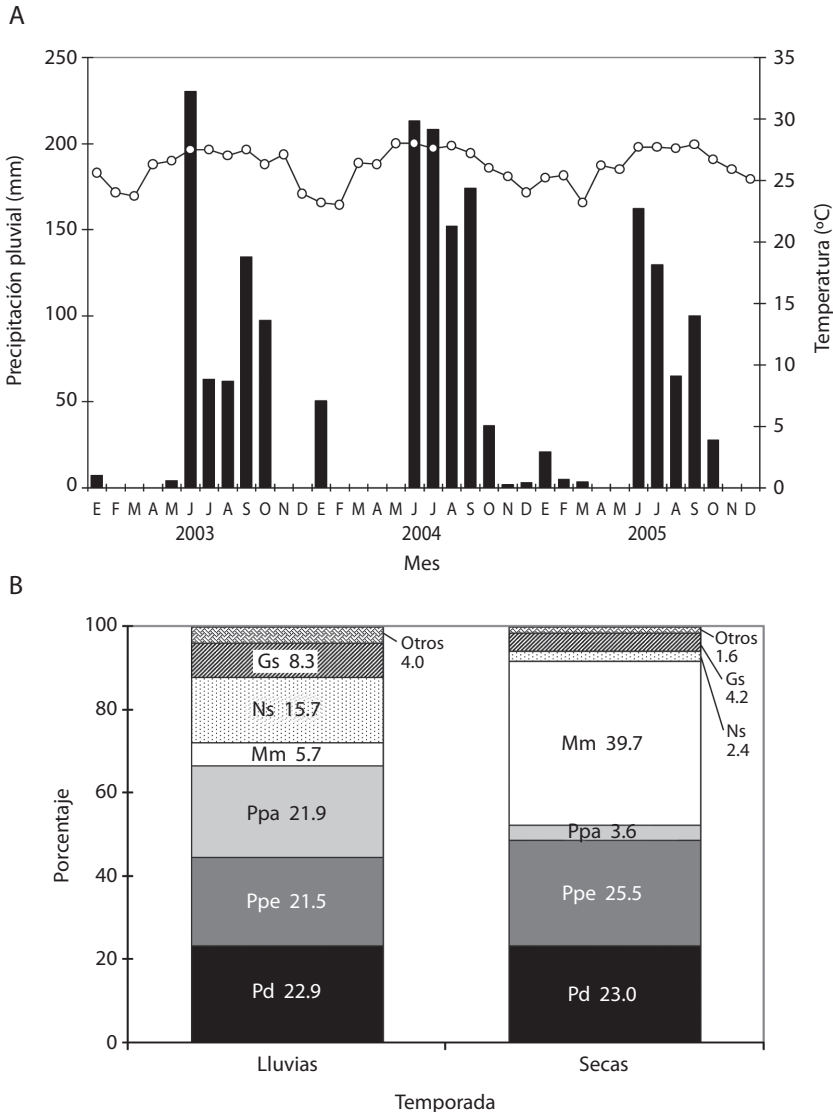 A
Precipitación pluvial (mm)
250
200
150
100
50
0
35
30
25
20
15
10
5
0
Temperatura (ºC)
E F M A M J J A S O N D E F M A M J J A S O N D E F M A M J J A S O N D
2003 2004 2005
Mes
B
Porcentaje
100
80
60
40
20
0
Otros
4.0
Gs 8.3
Ns 15.7
Mm 5.7
Ppa 21.9
Ppe 21.5
Pd 22.9
Otros
1.6
Gs
4.2
Ns
2.4
Mm 39.7
Ppa 3.6
Ppe 25.5
Pd 23.0
Lluvias Secas
Temporada